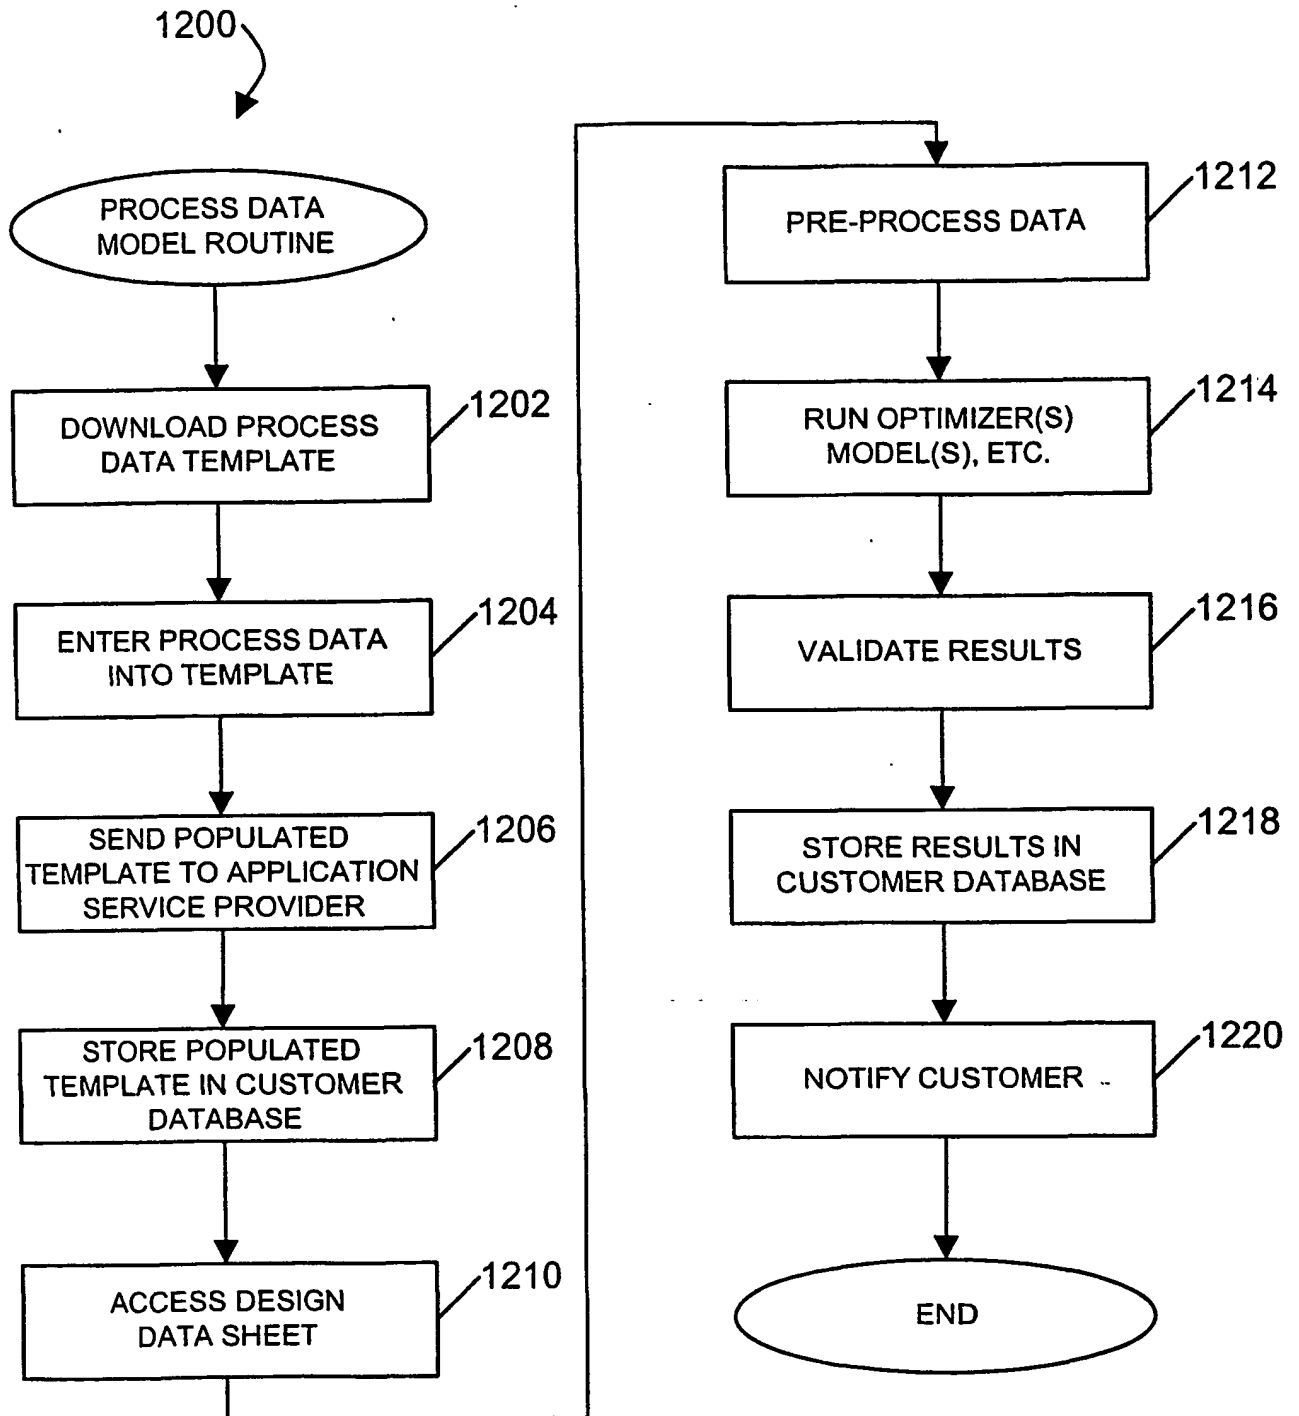 1200
PROCESS DATA
MODEL ROUTINE
DOWNLOAD PROCESS
DATA TEMPLATE
1202
ENTER PROCESS DATA
INTO TEMPLATE
1204
SEND POPULATED
TEMPLATE TO APPLICATION
SERVICE PROVIDER
1206
STORE POPULATED
TEMPLATE IN CUSTOMER
DATABASE
1208
ACCESS DESIGN
DATA SHEET
1210
PRE-PROCESS DATA
1212
RUN OPTIMIZER(S)
MODEL(S), ETC.
1214
VALIDATE RESULTS
1216
STORE RESULTS IN
CUSTOMER DATABASE
1218
NOTIFY CUSTOMER
1220
END